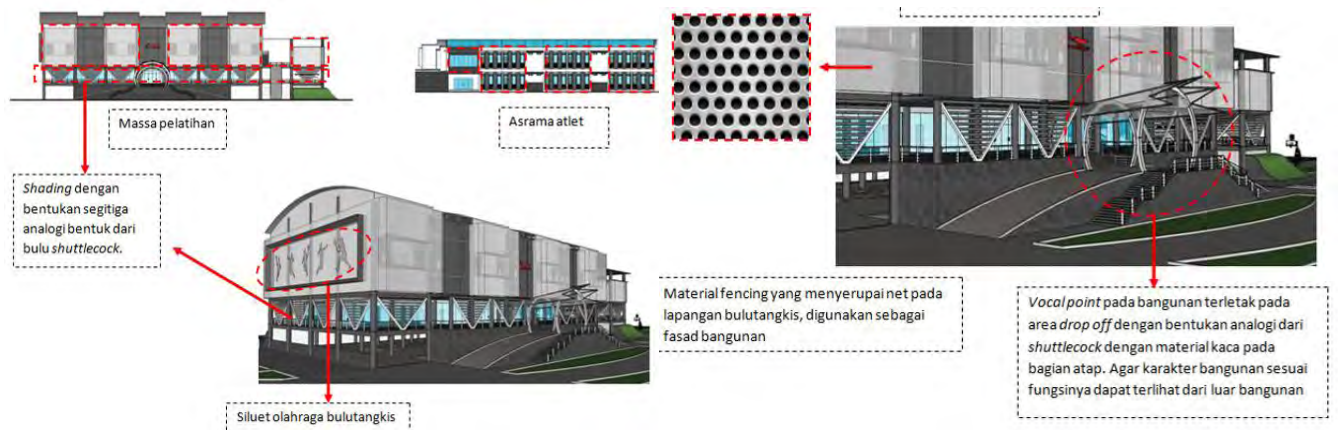 Massa pelatihan
Asrama atlet
Shading dengan
bentukan segitiga
analogi bentuk dari
bulu shuttlecock.
Siluet olahraga bulutangkis
Material fencing yang menyerupai net pada
lapangan bulutangkis, digunakan sebagai
fasad bangunan
Vocal point pada bangunan terletak pada
area drop off dengan bentukan analogi dari
shuttlecock dengan material kaca pada
bagian atap. Agar karakter bangunan sesuai
fungsinya dapat terlihat dari luar bangunan